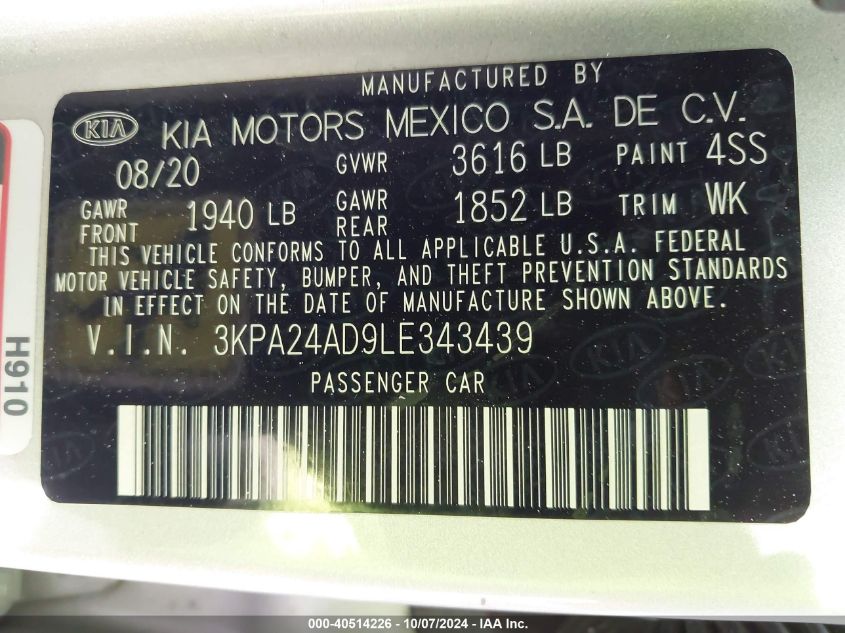 MANUFACTURED BY
KIA KIA MOTORS MEXICO S.A. DE C.V.
08/20 GVWR 3616 LB PAINT 4SS
GAWR FRONT 1940 LB GAWR REAR 1852 LB TRIM WK
THIS VEHICLE CONFORMS TO ALL APPLICABLE U.S.A. FEDERAL
MOTOR VEHICLE SAFETY, BUMPER, AND THEFT PREVENTION STANDARDS
IN EFFECT ON THE DATE OF MANUFACTURE SHOWN ABOVE.
V.I.N. 3KPA24AD9LE343439
PASSENGER CAR
H910
000-40514226 - 10/07/2024 - IAA Inc.